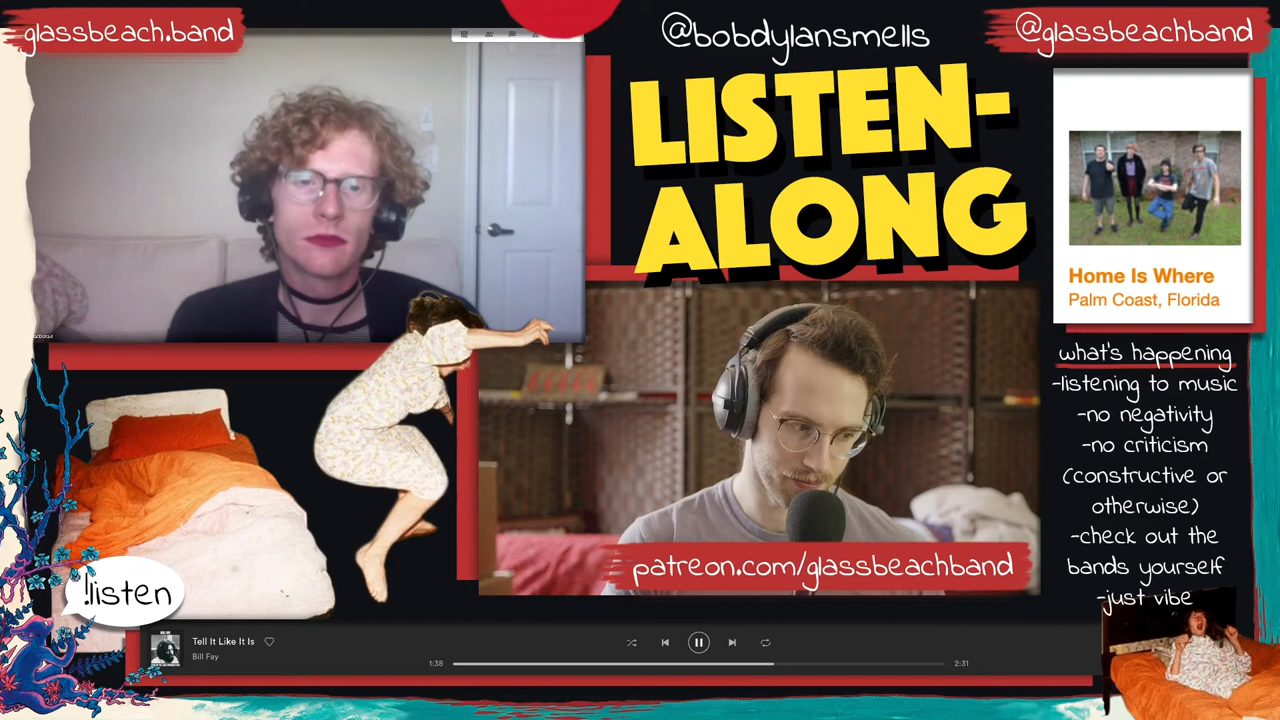 glassbeach.band
@bobdylansmells
@glassbeachband
LISTEN-
ALONG
Home Is Where
Palm Coast, Florida
what's happening
-listening to music
-no negativity
-no criticism
(constructive or
otherwise)
-check out the
bands yourself
-just vibe
patreon.com/glassbeachband
!listen
Tell It Like It Is
Bill Fay
1:38
2:31